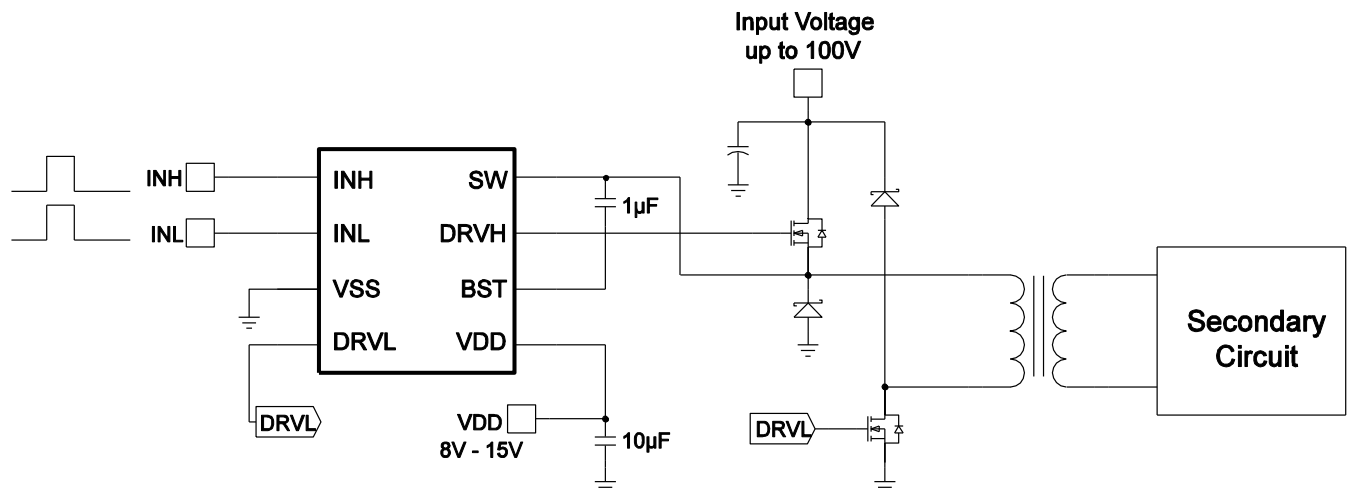 Input Voltage
up to 100V
INH
INH
SW
1µF
INL
INL
DRVH
VSS
BST
DRVL
VDD
Secondary
Circuit
DRVL
VDD
8V - 15V
10µF
DRVL